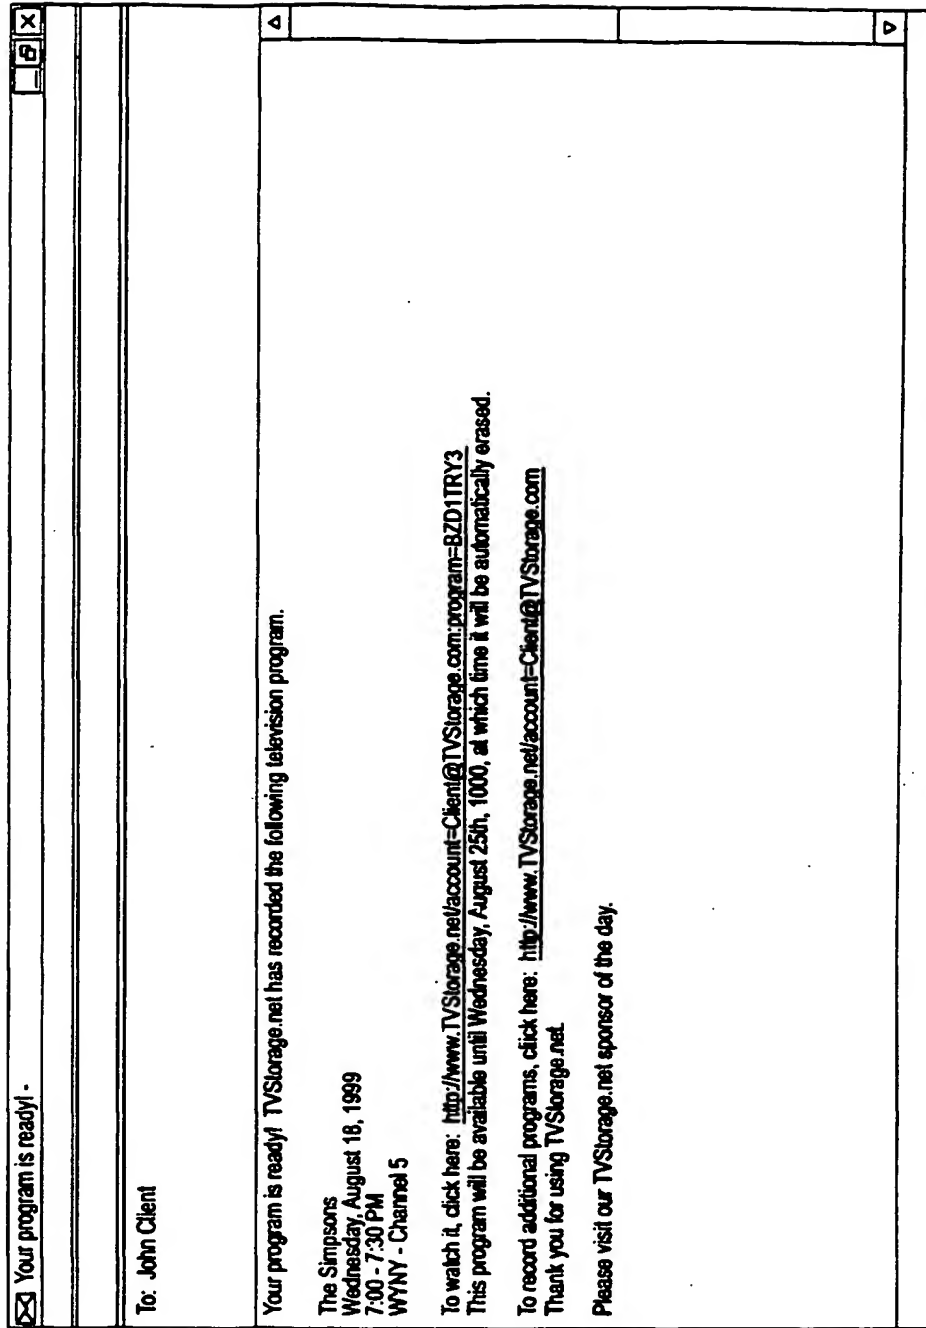 Your program is ready! -
To: John Client
Your program is ready! TVStorage.net has recorded the following television program.
The Simpsons
Wednesday, August 18, 1999
7:00 - 7:30 PM
WYNY - Channel 5
To watch it, click here: http://www.TVStorage.net/account=Client@TVStorage.com:program=BZD1TRY3
This program will be available until Wednesday, August 25th, 1000, at which time it will be automatically erased.
To record additional programs, click here: http://www.TVStorage.net/account=Client@TVStorage.com
Thank you for using TVStorage.net.
Please visit our TVStorage.net sponsor of the day.